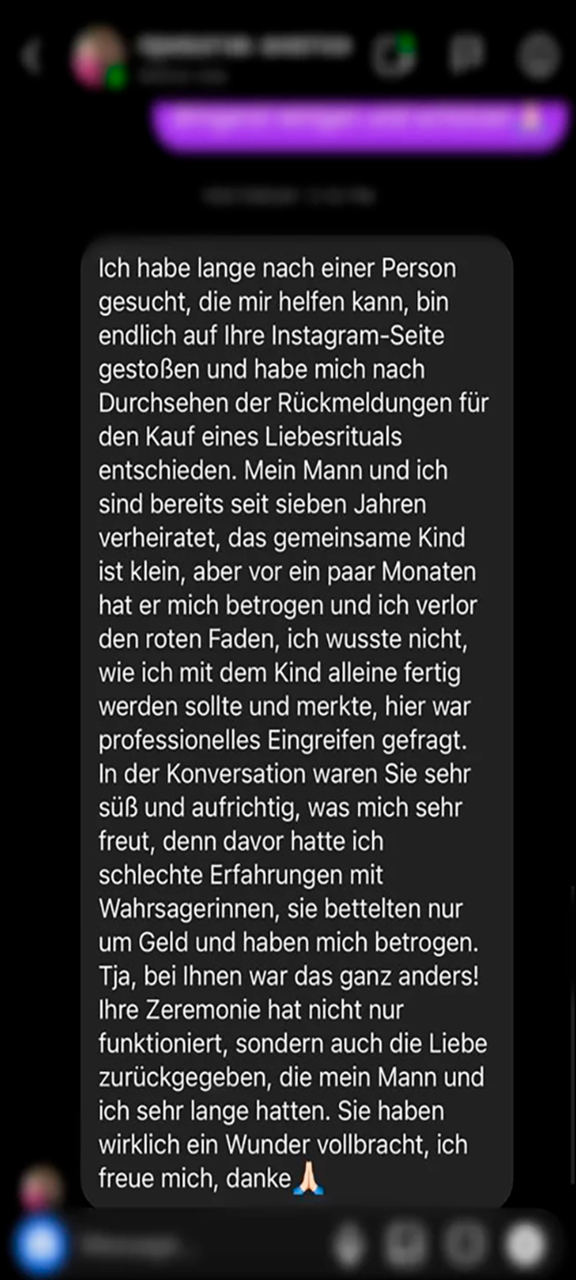 Ich habe lange nach einer Person
gesucht, die mir helfen kann, bin
endlich auf Ihre Instagram-Seite
gestoßen und habe mich nach
Durchsehen der Rückmeldungen für
den Kauf eines Liebesrituals
entschieden. Mein Mann und ich
sind bereits seit sieben Jahren
verheiratet, das gemeinsame Kind
ist klein, aber vor ein paar Monaten
hat er mich betrogen und ich verlor
den roten Faden, ich wusste nicht,
wie ich mit dem Kind alleine fertig
werden sollte und merkte, hier war
professionelles Eingreifen gefragt.
In der Konversation waren Sie sehr
süß und aufrichtig, was mich sehr
freut, denn davor hatte ich
schlechte Erfahrungen mit
Wahrsagerinnen, sie bettelten nur
um Geld und haben mich betrogen.
Tja, bei Ihnen war das ganz anders!
Ihre Zeremonie hat nicht nur
funktioniert, sondern auch die Liebe
zurückgegeben, die mein Mann und
ich sehr lange hatten. Sie haben
wirklich ein Wunder vollbracht, ich
freue mich, danke🙏🏻